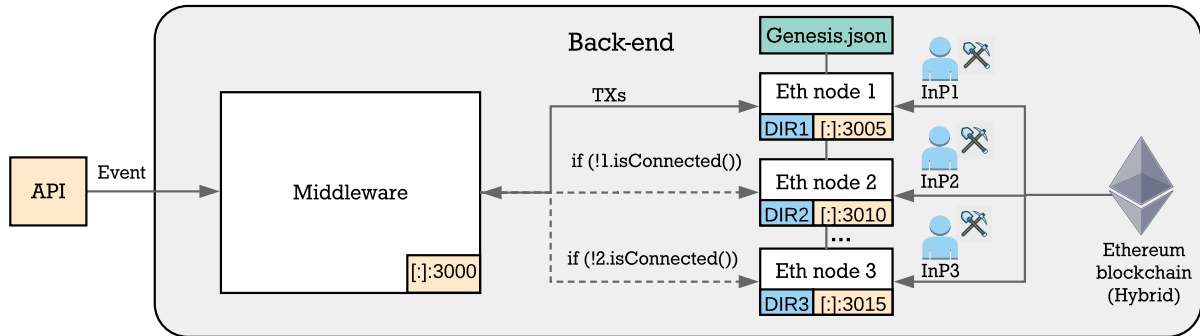 Back-end
Genesis.json
API
Event
Middleware
[:]:3000
TXs
if (!1.isConnected())
if (!2.isConnected())
Eth node 1
DIR1 [:]:3005
Eth node 2
DIR2 [:]:3010
...
Eth node 3
DIR3 [:]:3015
InP1
InP2
InP3
Ethereum
blockchain
(Hybrid)